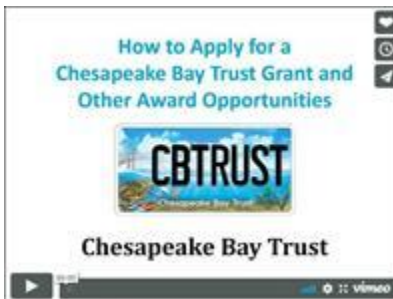 How to Apply for a
Chesapeake Bay Trust Grant and
Other Award Opportunities
CBTRUST
Chesapeake Bay Trust
Chesapeake Bay Trust
vimeo